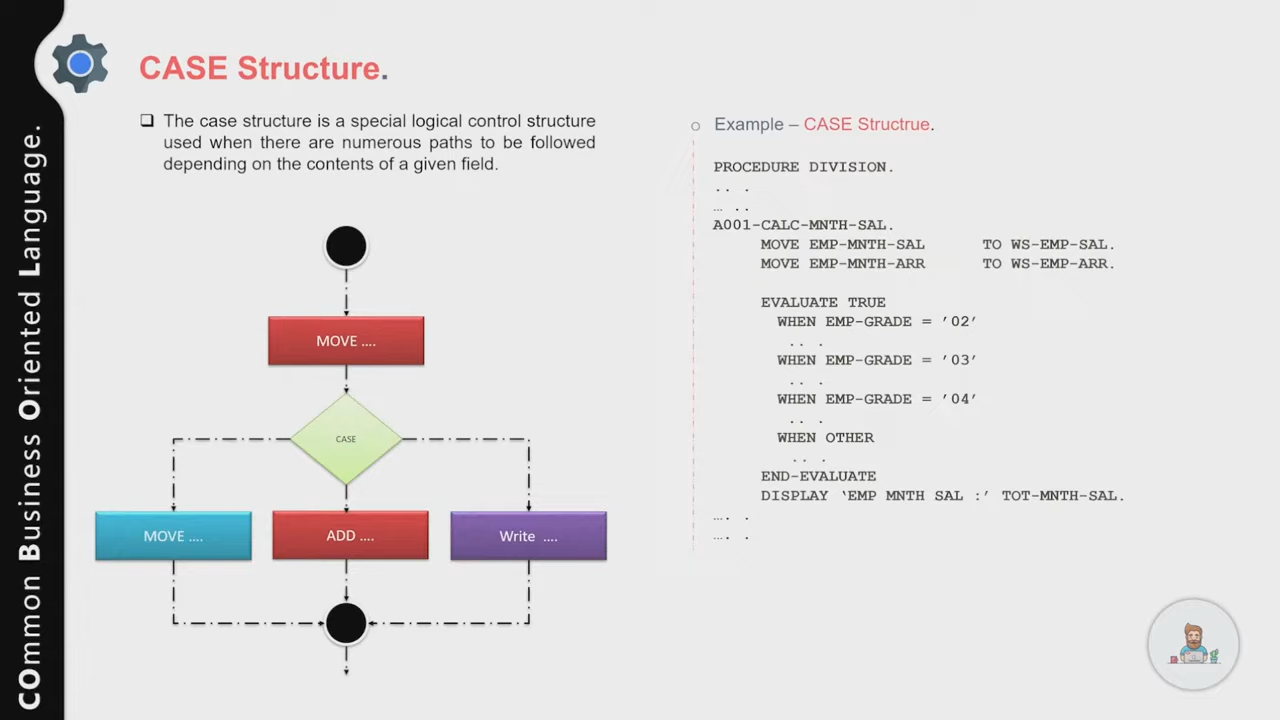 COmmon Business Oriented Language.
CASE Structure.
❑ The case structure is a special logical control structure
used when there are numerous paths to be followed
depending on the contents of a given field.
MOVE ....
CASE
MOVE ....
ADD ....
Write ....
o Example – CASE Structrue.
PROCEDURE DIVISION.
.. .
… ..
A001-CALC-MNTH-SAL.
MOVE EMP-MNTH-SAL TO WS-EMP-SAL.
MOVE EMP-MNTH-ARR TO WS-EMP-ARR.
EVALUATE TRUE
WHEN EMP-GRADE = ’02’
.. .
WHEN EMP-GRADE = ’03’
.. .
WHEN EMP-GRADE = ’04’
.. .
WHEN OTHER
.. .
END-EVALUATE
DISPLAY ‘EMP MNTH SAL :’ TOT-MNTH-SAL.
…. .
…. .